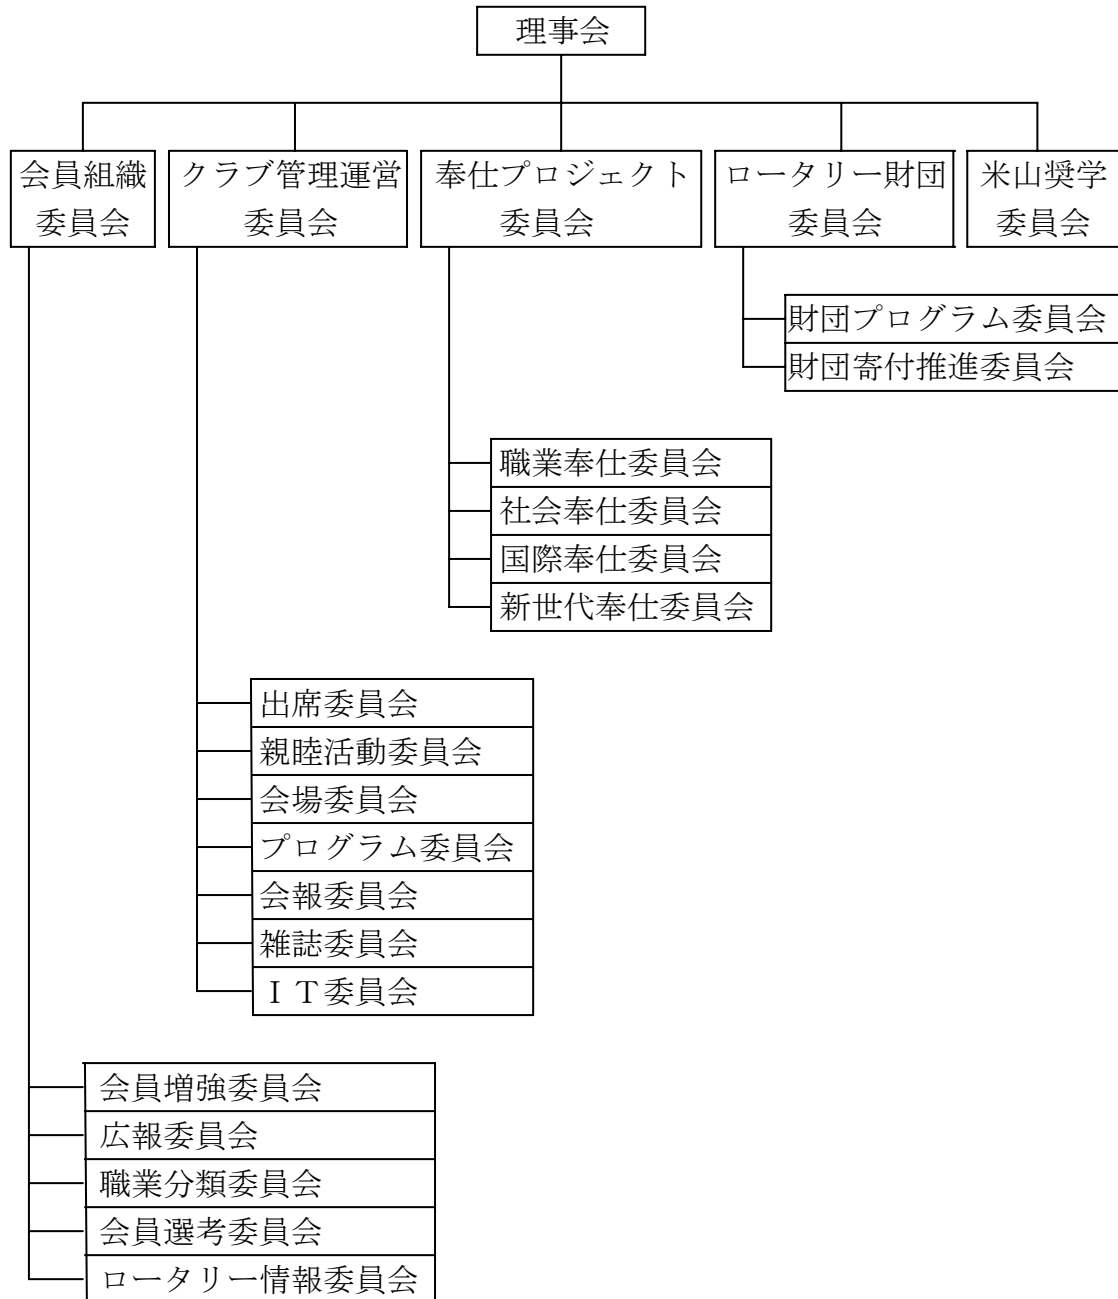 理事会
会員組織
委員会
クラブ管理運営
委員会
奉仕プロジェクト
委員会
ロータリー財団
委員会
米山奨学
委員会
財団プログラム委員会
財団寄付推進委員会
職業奉仕委員会
社会奉仕委員会
国際奉仕委員会
新世代奉仕委員会
出席委員会
親睦活動委員会
会場委員会
プログラム委員会
会報委員会
雑誌委員会
ＩＴ委員会
会員増強委員会
広報委員会
職業分類委員会
会員選考委員会
ロータリー情報委員会